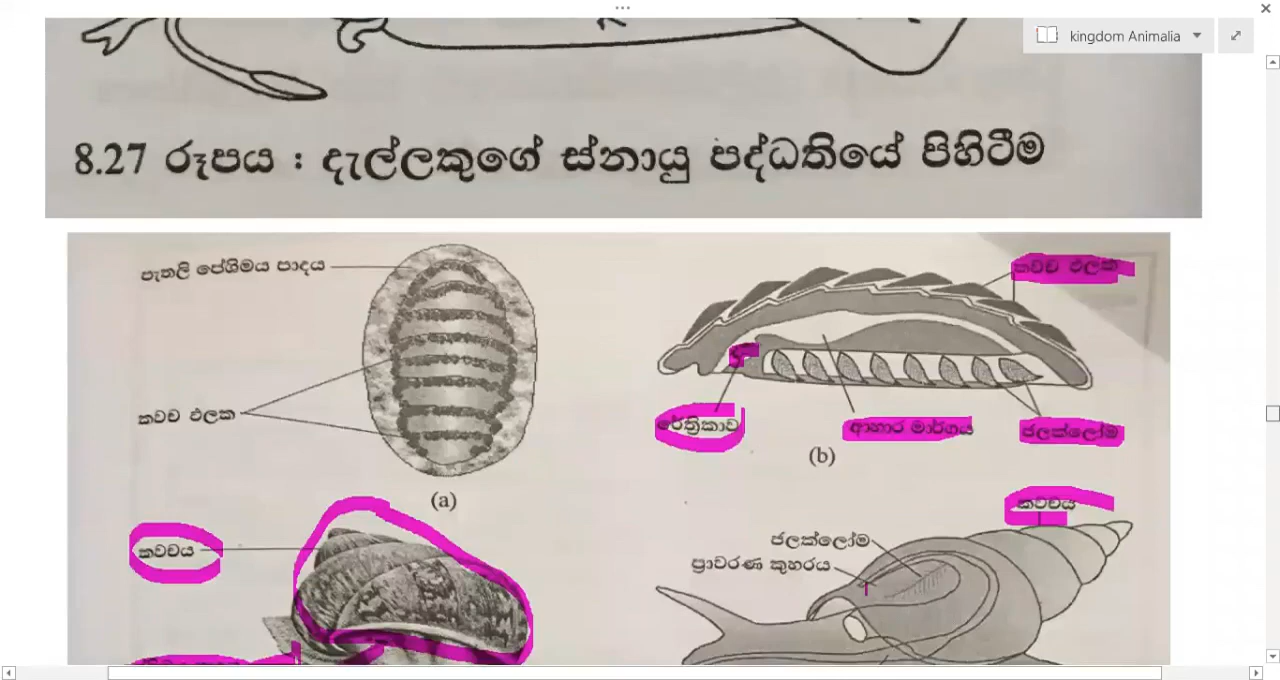 kingdom Animalia
8.27 රූපය : දැල්ලකුගේ ස්නායු පද්ධතියේ පිහිටීම
පැතලි පේශිමය පාදය
කවච ඵලක
කවච ඵලක
රේත්‍රිකාව
ආහාර මාර්ගය
ජලක්ලෝම
(b)
(a)
කවචය
කවචය
ජලක්ලෝම
ප්‍රාවරණ කුහරය